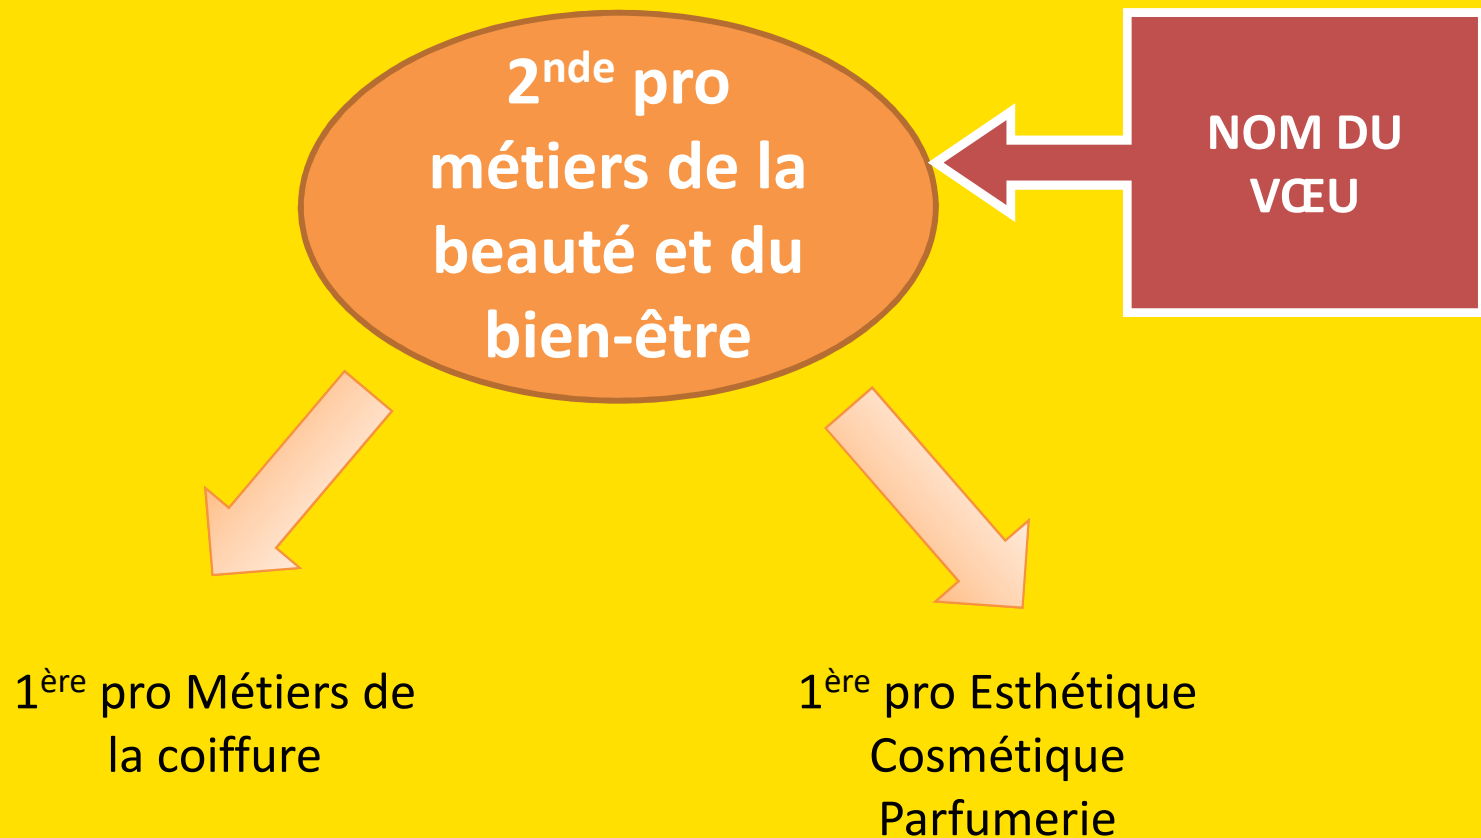 2nde pro
métiers de la
beauté et du
bien-être
NOM DU
VŒU
1ère pro Métiers de
la coiffure
1ère pro Esthétique
Cosmétique
Parfumerie